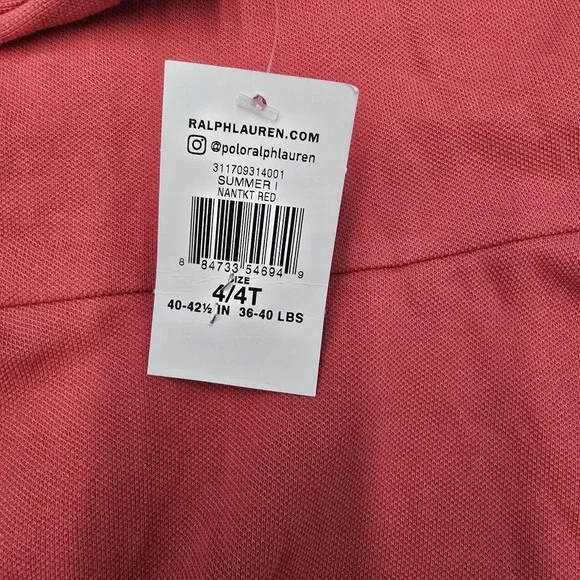 RALPHLAUREN.COM
@poloralphlauren
311709314001
SUMMER I
NANTKT RED
8 84733 54694 9
SIZE
4/4T
40-42½ IN 36-40 LBS